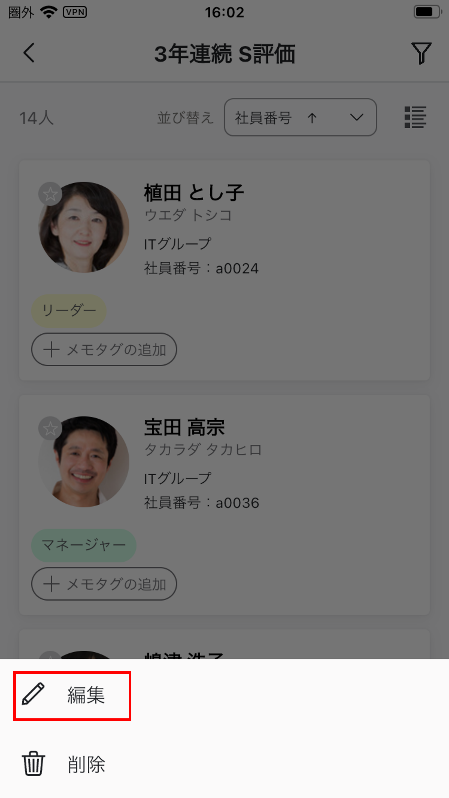 圏外 VPN 16:02
3年連続 S評価
14人 並び替え 社員番号 ↑
植田 とし子
ウエダ トシコ
ITグループ
社員番号：a0024
リーダー
＋ メモタグの追加
宝田 高宗
タカラダ タカヒロ
ITグループ
社員番号：a0036
マネージャー
＋ メモタグの追加
嶋津 浩子
編集
削除